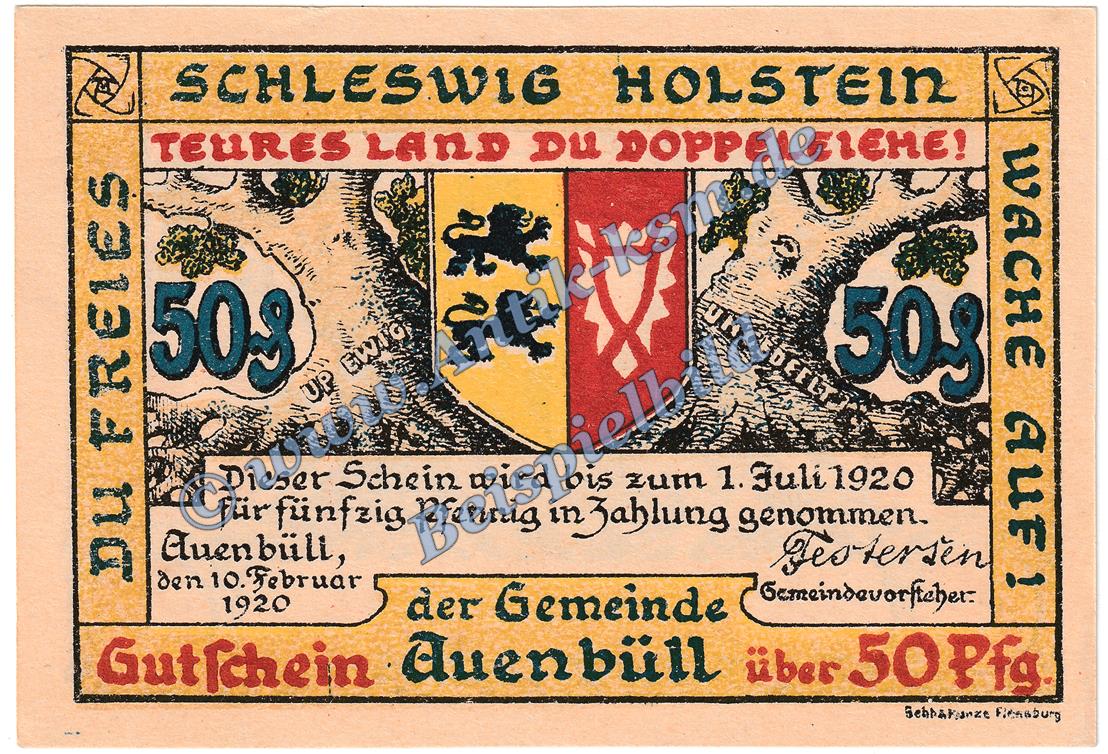 SCHLESWIG HOLSTEIN
TEURES LAND DU DOPPELEICHE!
DU FREIES
WACHE AUF!
50₰
50₰
UP EWIG
© www.Antik-ksm.de
Beispielbild
Dieser Schein wird bis zum 1. Juli 1920
für fünfzig Pfennig in Zahlung genommen.
Auenbüll,
den 10. Februar
1920
Gemeindevorsteher.
der Gemeinde
Gutschein Auenbüll über 50 Pfg.
Flensburg